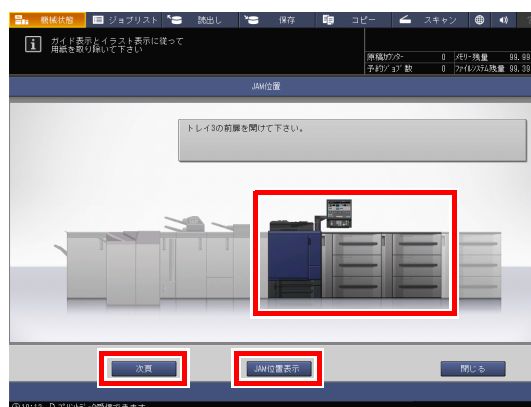 機械状態
ジョブリスト
読出し
保存
コピー
スキャン
ガイド表示とイラスト表示に従って
用紙を取り除いて下さい
原稿カウンター 0 メモリー残量 99.99
予約ジョブ数 0 ファイルシステム残量 99.39
JAM位置
トレイ3の前扉を開けて下さい。
次頁
JAM位置表示
閉じる